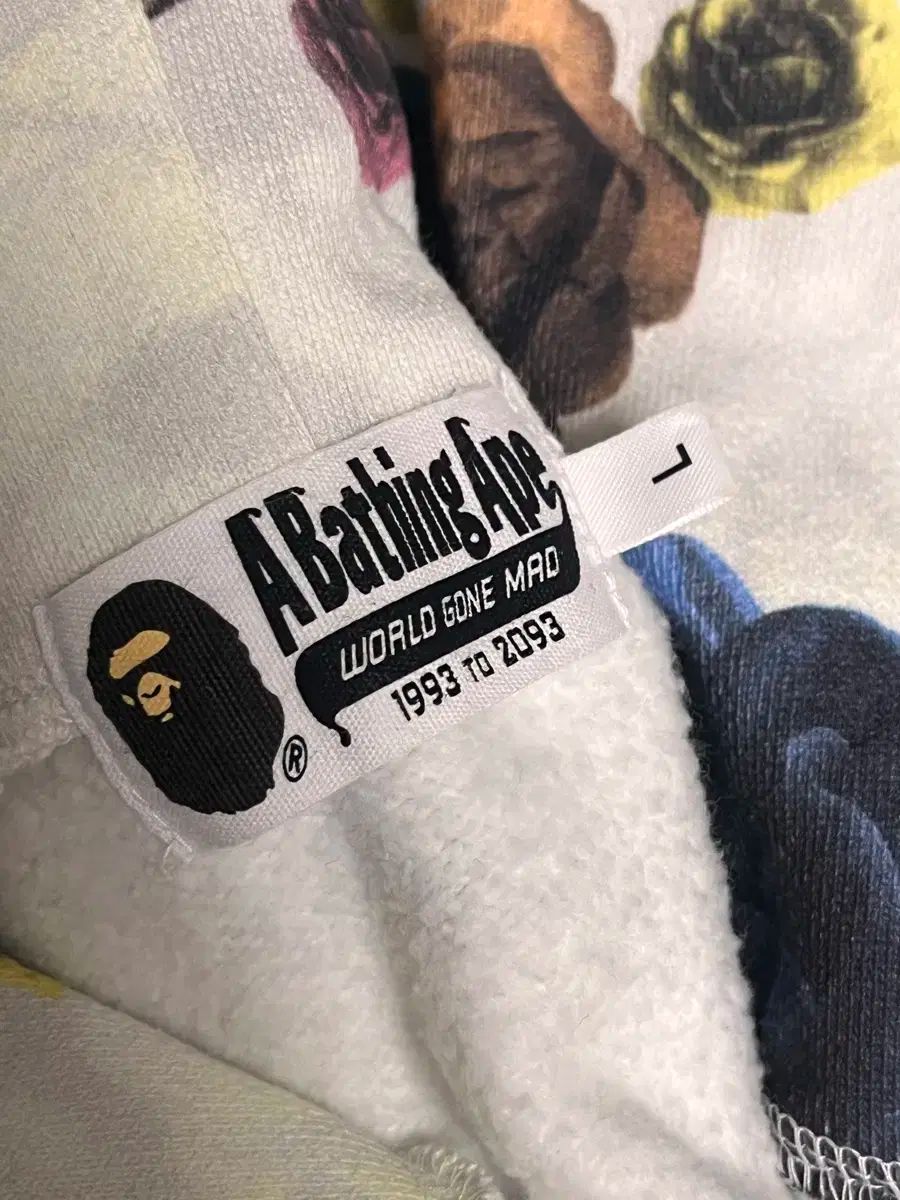 A Bathing Ape
WORLD GONE MAD
1993 TO 2093
®
L